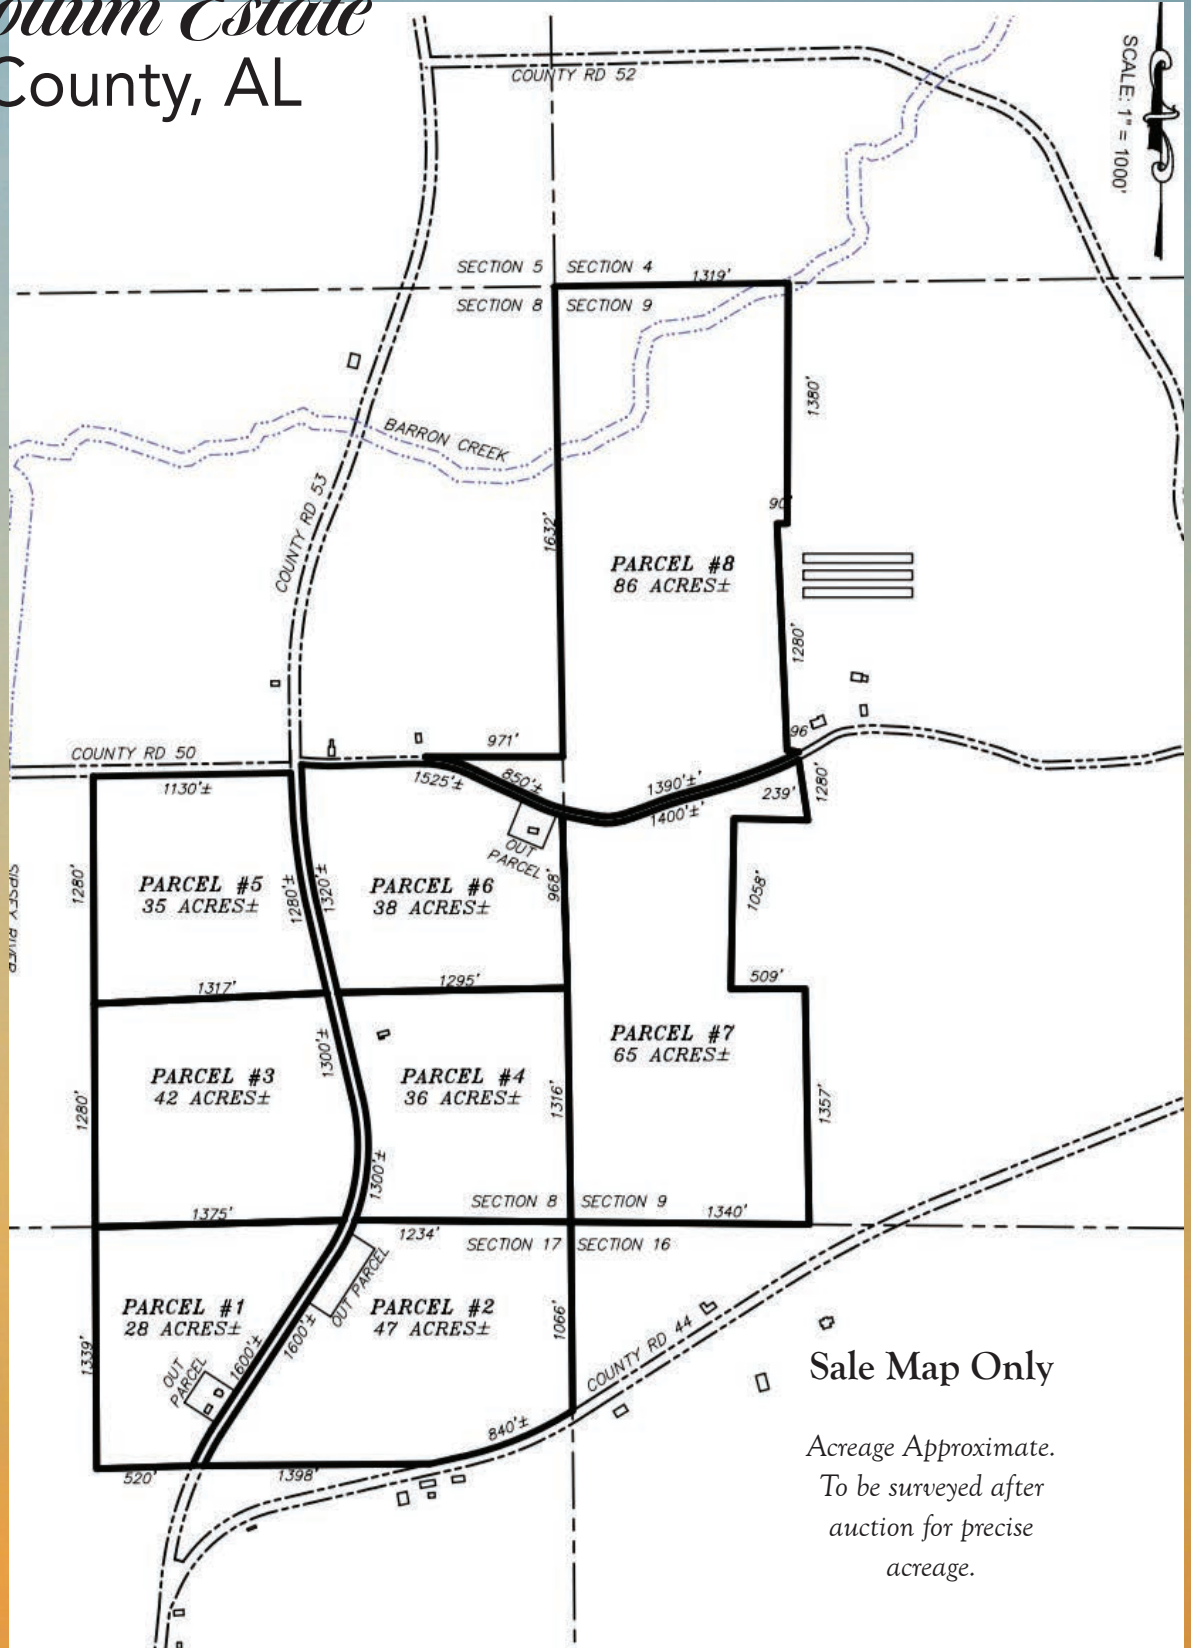 Estate
County, AL
SCALE: 1" = 1000'
COUNTY RD 52
SECTION 5
SECTION 4
1319'
SECTION 8
SECTION 9
1380'
BARRON CREEK
COUNTY RD 53
90'
1632'
PARCEL #8
86 ACRES±
1280'
96'
971'
COUNTY RD 50
1130'±
1525'±
850'±
1390'±'
1400'±'
239'
1280'
OUT
PARCEL
1280'
PARCEL #5
35 ACRES±
1280'±
1320'±
PARCEL #6
38 ACRES±
968'
1058'
SIPSEY RIVER
1317'
1295'
509'
PARCEL #7
65 ACRES±
1300'±
PARCEL #3
42 ACRES±
PARCEL #4
36 ACRES±
1280'
1316'
1357'
1300'±
1375'
SECTION 8
SECTION 9
1340'
1234'
SECTION 17
SECTION 16
OUT PARCEL
PARCEL #1
28 ACRES±
PARCEL #2
47 ACRES±
1066'
1339'
OUT
PARCEL
1600'±
1600'±
COUNTY RD 44
840'±
520'
1398'
Sale Map Only
Acreage Approximate.
To be surveyed after
auction for precise
acreage.